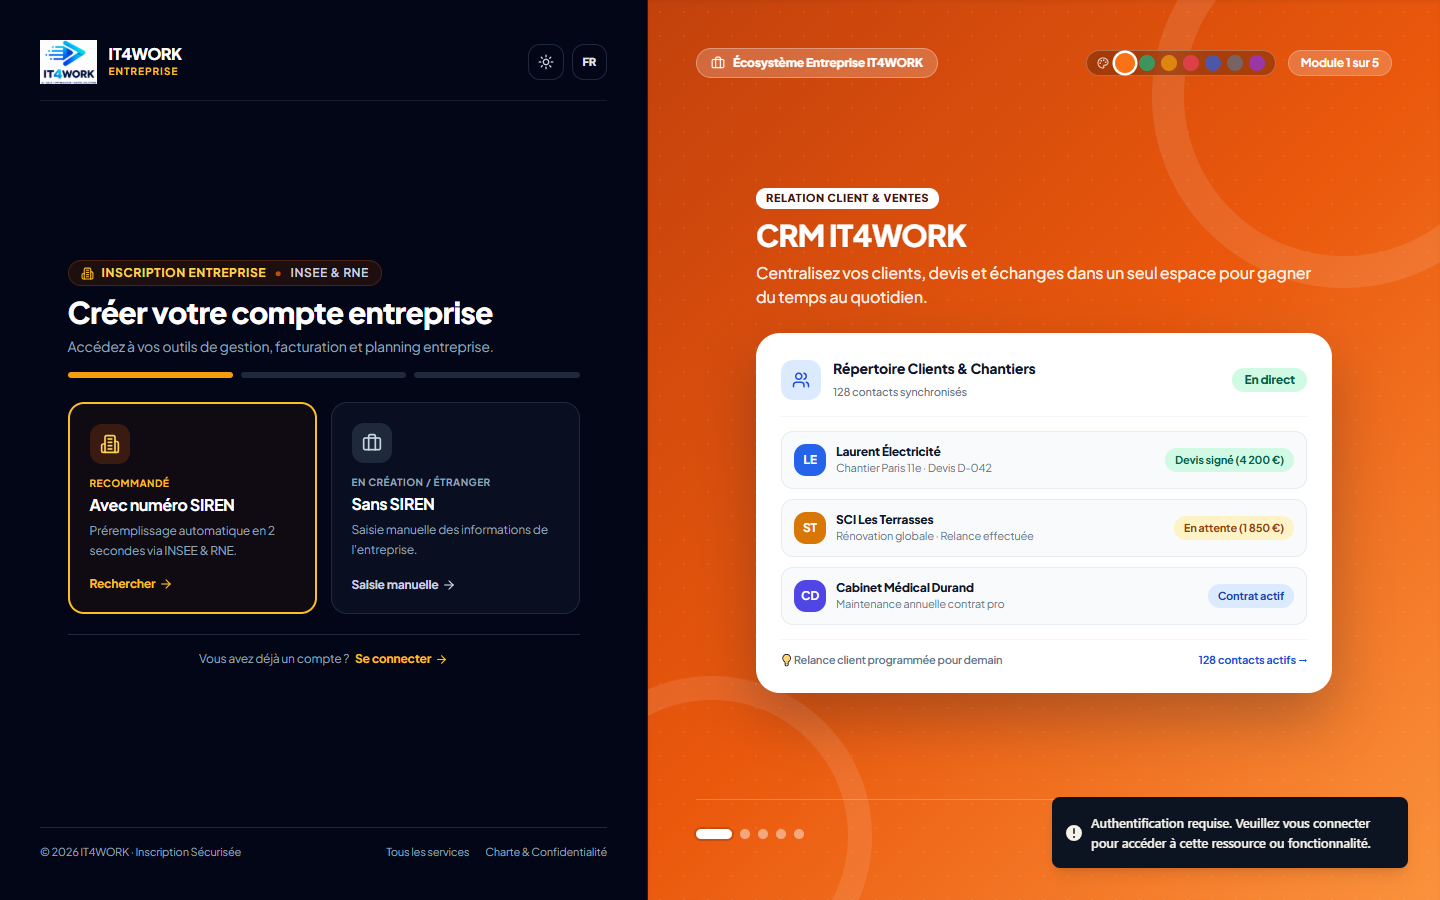 IT4WORK
IT4WORK
ENTREPRISE
FR
INSCRIPTION ENTREPRISE • INSEE & RNE
Créer votre compte entreprise
Accédez à vos outils de gestion, facturation et planning entreprise.
RECOMMANDÉ
Avec numéro SIREN
Préremplissage automatique en 2
secondes via INSEE & RNE.
Rechercher →
EN CRÉATION / ÉTRANGER
Sans SIREN
Saisie manuelle des informations de
l'entreprise.
Saisie manuelle →
Vous avez déjà un compte ? Se connecter →
© 2026 IT4WORK · Inscription Sécurisée
Tous les services
Charte & Confidentialité
Écosystème Entreprise IT4WORK
Module 1 sur 5
RELATION CLIENT & VENTES
CRM IT4WORK
Centralisez vos clients, devis et échanges dans un seul espace pour gagner
du temps au quotidien.
Répertoire Clients & Chantiers
128 contacts synchronisés
En direct
LE
Laurent Électricité
Chantier Paris 11e · Devis D-042
Devis signé (4 200 €)
ST
SCI Les Terrasses
Rénovation globale · Relance effectuée
En attente (1 850 €)
CD
Cabinet Médical Durand
Maintenance annuelle contrat pro
Contrat actif
Relance client programmée pour demain
128 contacts actifs →
Authentification requise. Veuillez vous connecter
pour accéder à cette ressource ou fonctionnalité.